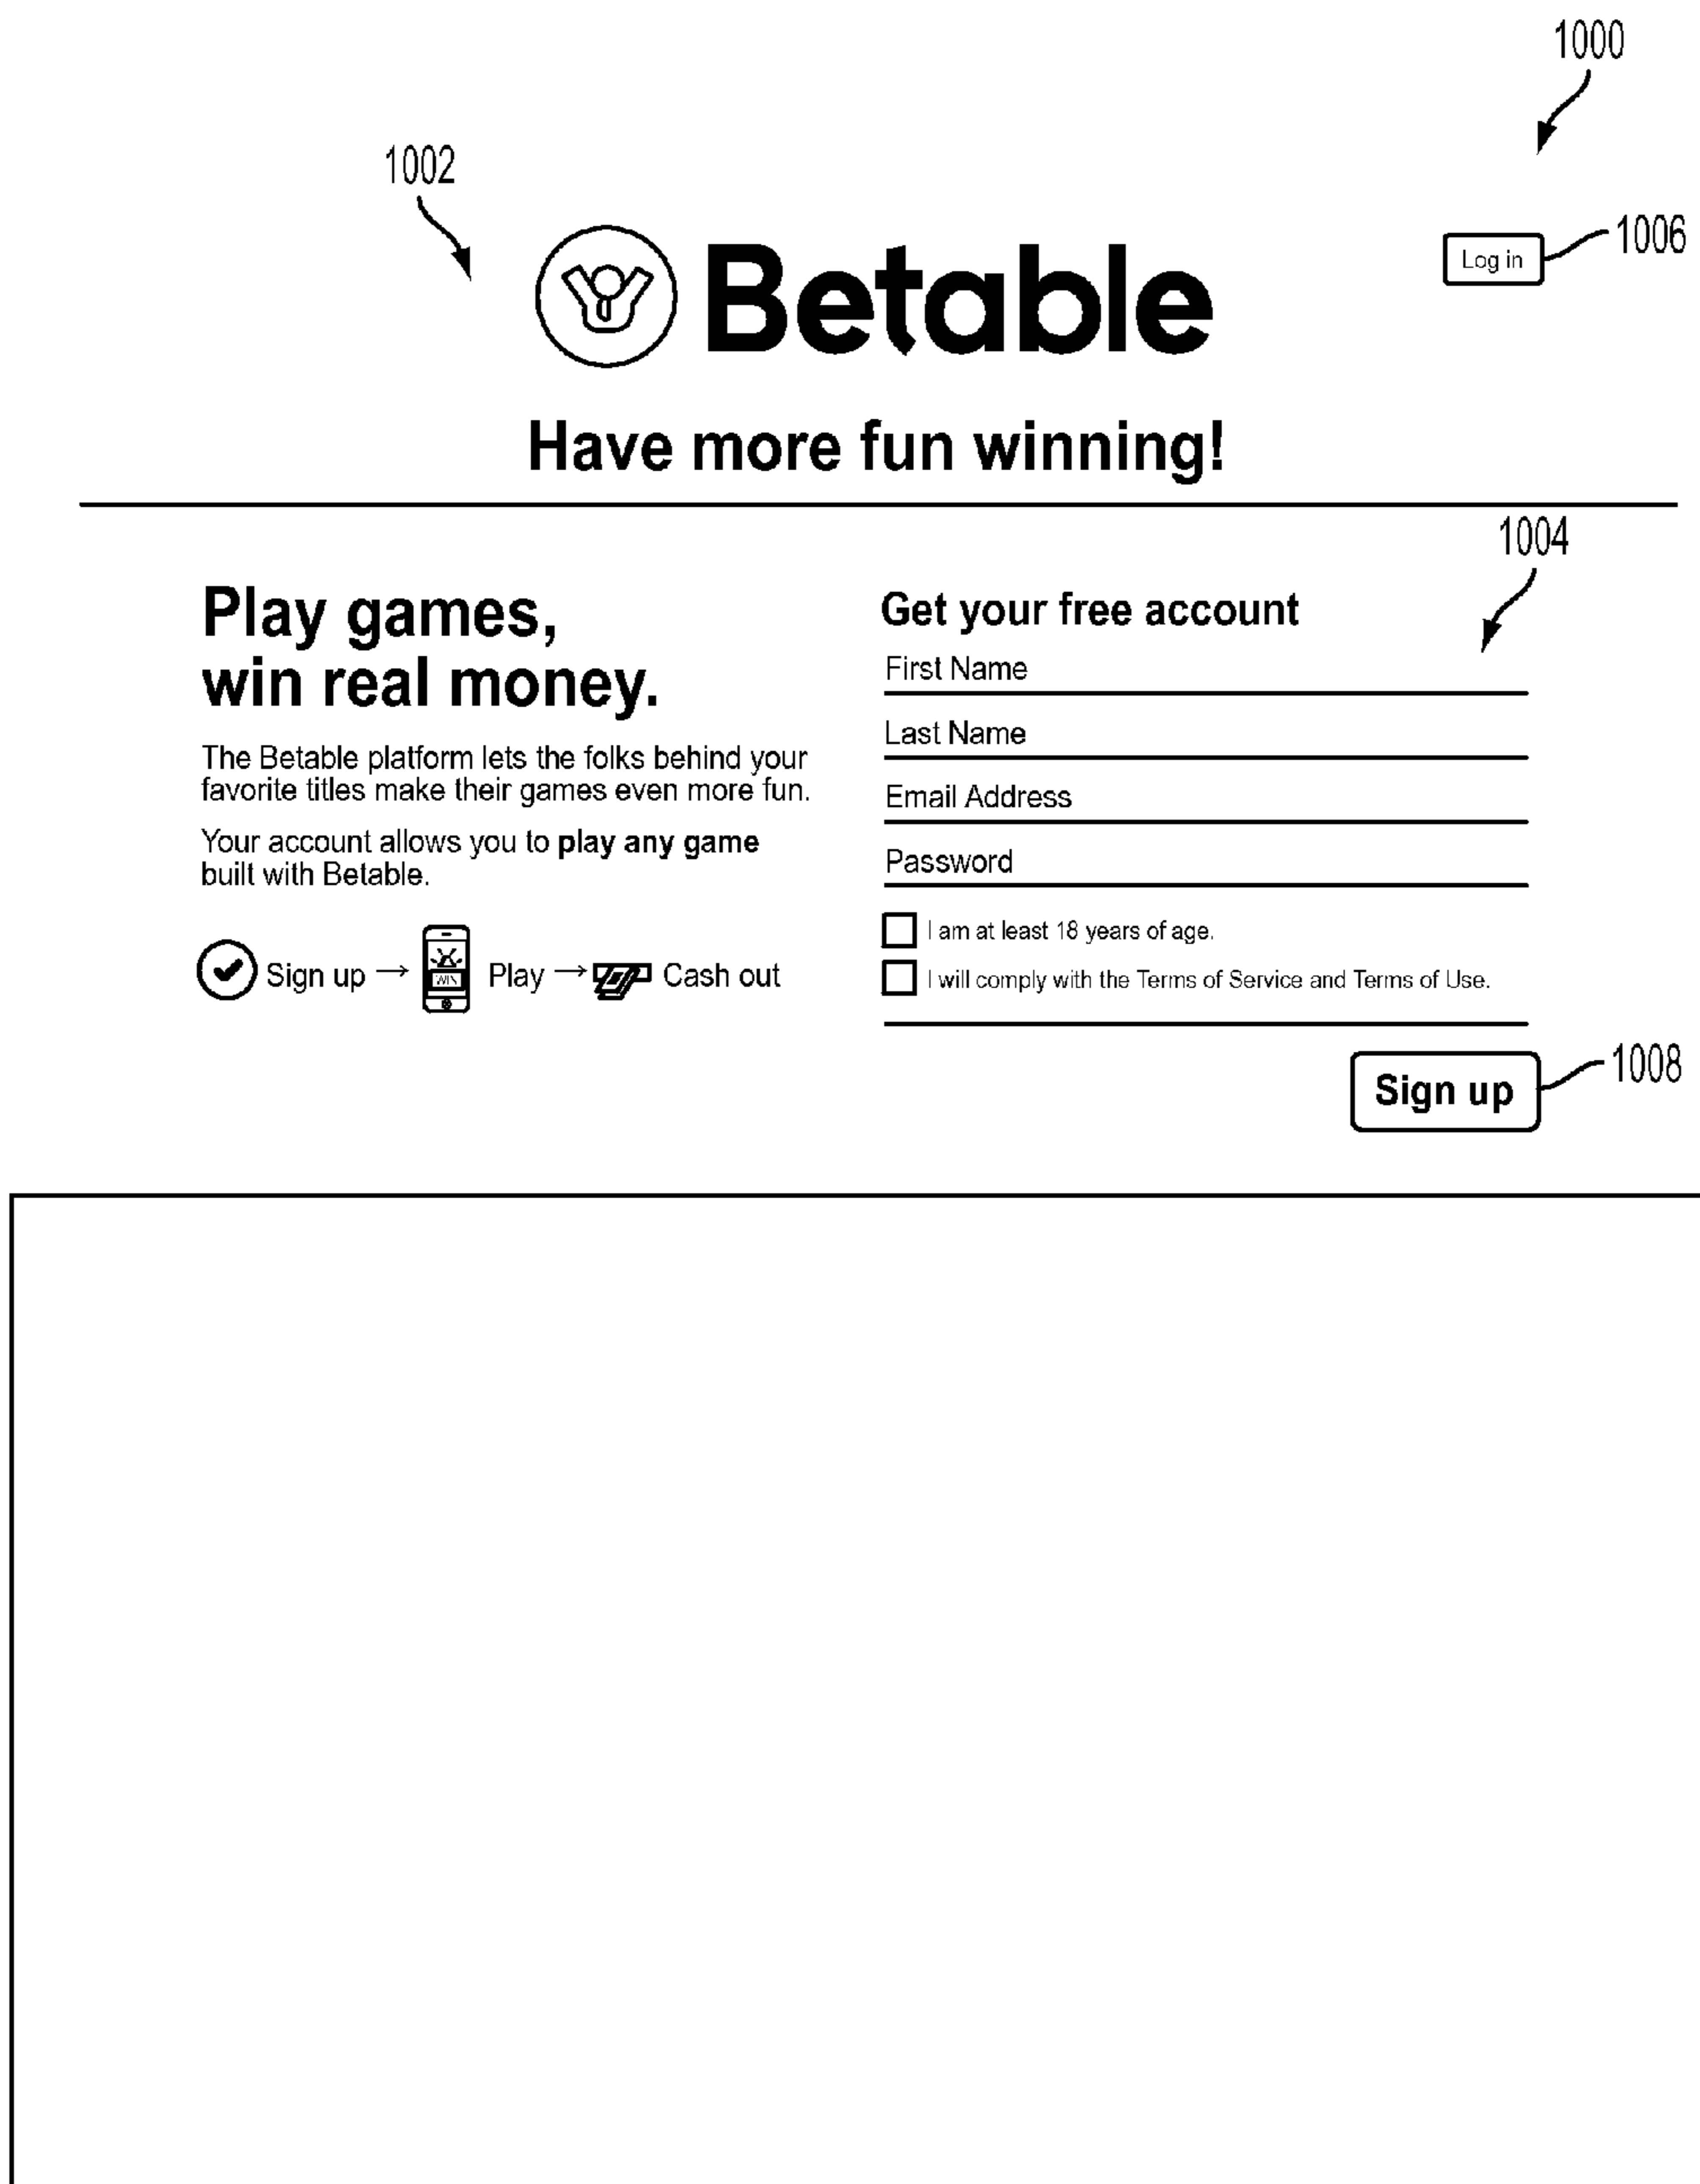 1000
1002
1006
Betable
Log in
Have more fun winning!
1004
Play games,
win real money.
The Betable platform lets the folks behind your
favorite titles make their games even more fun.
Your account allows you to play any game
built with Betable.
Sign up → WIN Play → Cash out
Get your free account
First Name
Last Name
Email Address
Password
I am at least 18 years of age.
I will comply with the Terms of Service and Terms of Use.
Sign up
1008